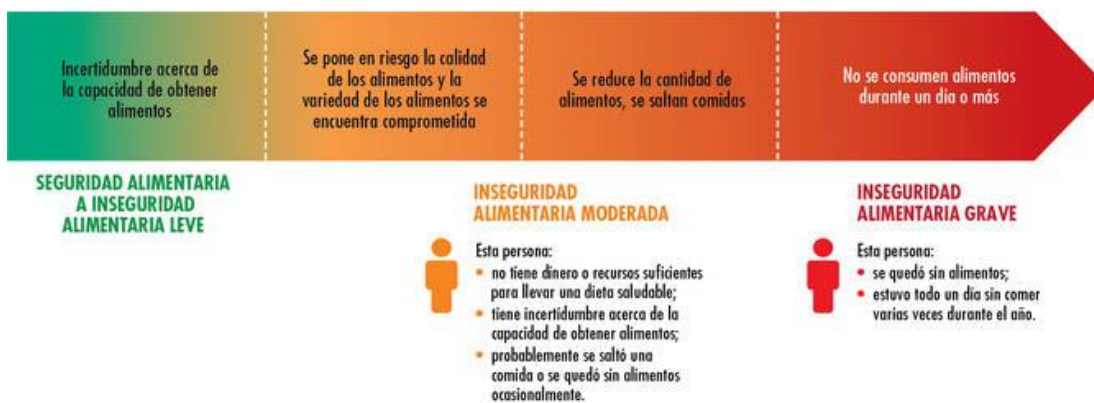 Incertidumbre acerca de
la capacidad de obtener
alimentos
Se pone en riesgo la calidad
de los alimentos y la
variedad de los alimentos se
encuentra comprometida
Se reduce la cantidad de
alimentos, se saltan comidas
No se consumen alimentos
durante un día o más
SEGURIDAD ALIMENTARIA
A INSEGURIDAD
ALIMENTARIA LEVE
INSEGURIDAD
ALIMENTARIA MODERADA
Esta persona:
• no tiene dinero o recursos suficientes
para llevar una dieta saludable;
• tiene incertidumbre acerca de la
capacidad de obtener alimentos;
• probablemente se saltó una
comida o se quedó sin alimentos
ocasionalmente.
INSEGURIDAD
ALIMENTARIA GRAVE
Esta persona:
• se quedó sin alimentos;
• estuvo todo un día sin comer
varias veces durante el año.